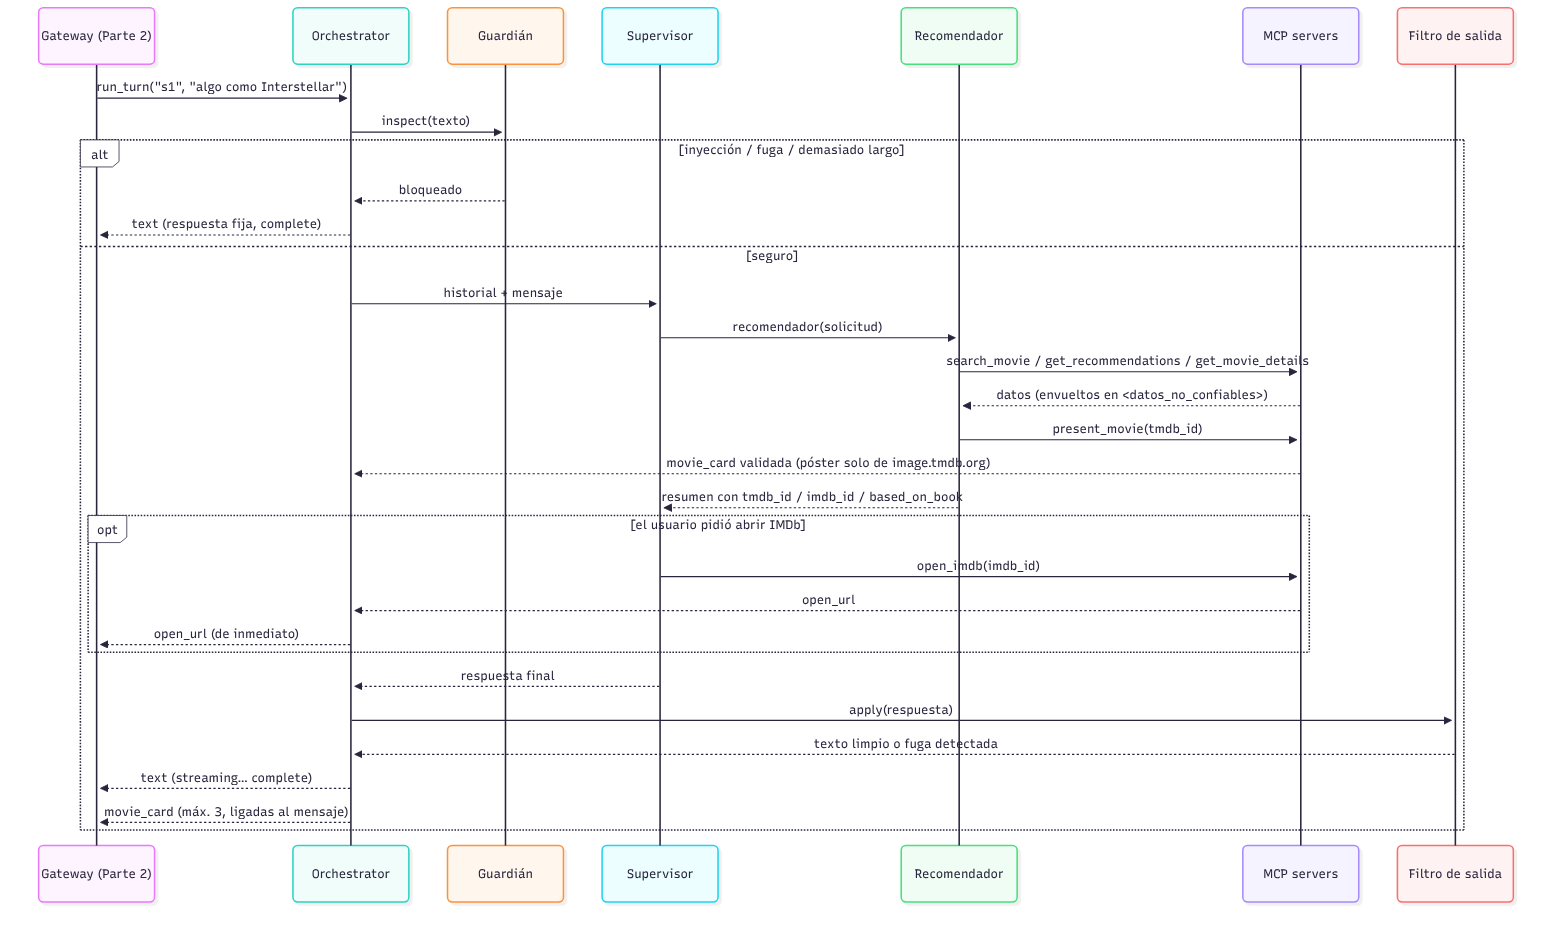 Gateway (Parte 2)
Orchestrator
Guardián
Supervisor
Recomendador
MCP servers
Filtro de salida
run_turn("s1", "algo como Interstellar")
inspect(texto)
alt
[inyección / fuga / demasiado largo]
bloqueado
text (respuesta fija, complete)
[seguro]
historial + mensaje
recomendador(solicitud)
search_movie / get_recommendations / get_movie_details
datos (envueltos en <datos_no_confiables>)
present_movie(tmdb_id)
movie_card validada (póster solo de image.tmdb.org)
resumen con tmdb_id / imdb_id / based_on_book
opt
[el usuario pidió abrir IMDb]
open_imdb(imdb_id)
open_url
open_url (de inmediato)
respuesta final
apply(respuesta)
texto limpio o fuga detectada
text (streaming... complete)
movie_card (máx. 3, ligadas al mensaje)
Gateway (Parte 2)
Orchestrator
Guardián
Supervisor
Recomendador
MCP servers
Filtro de salida